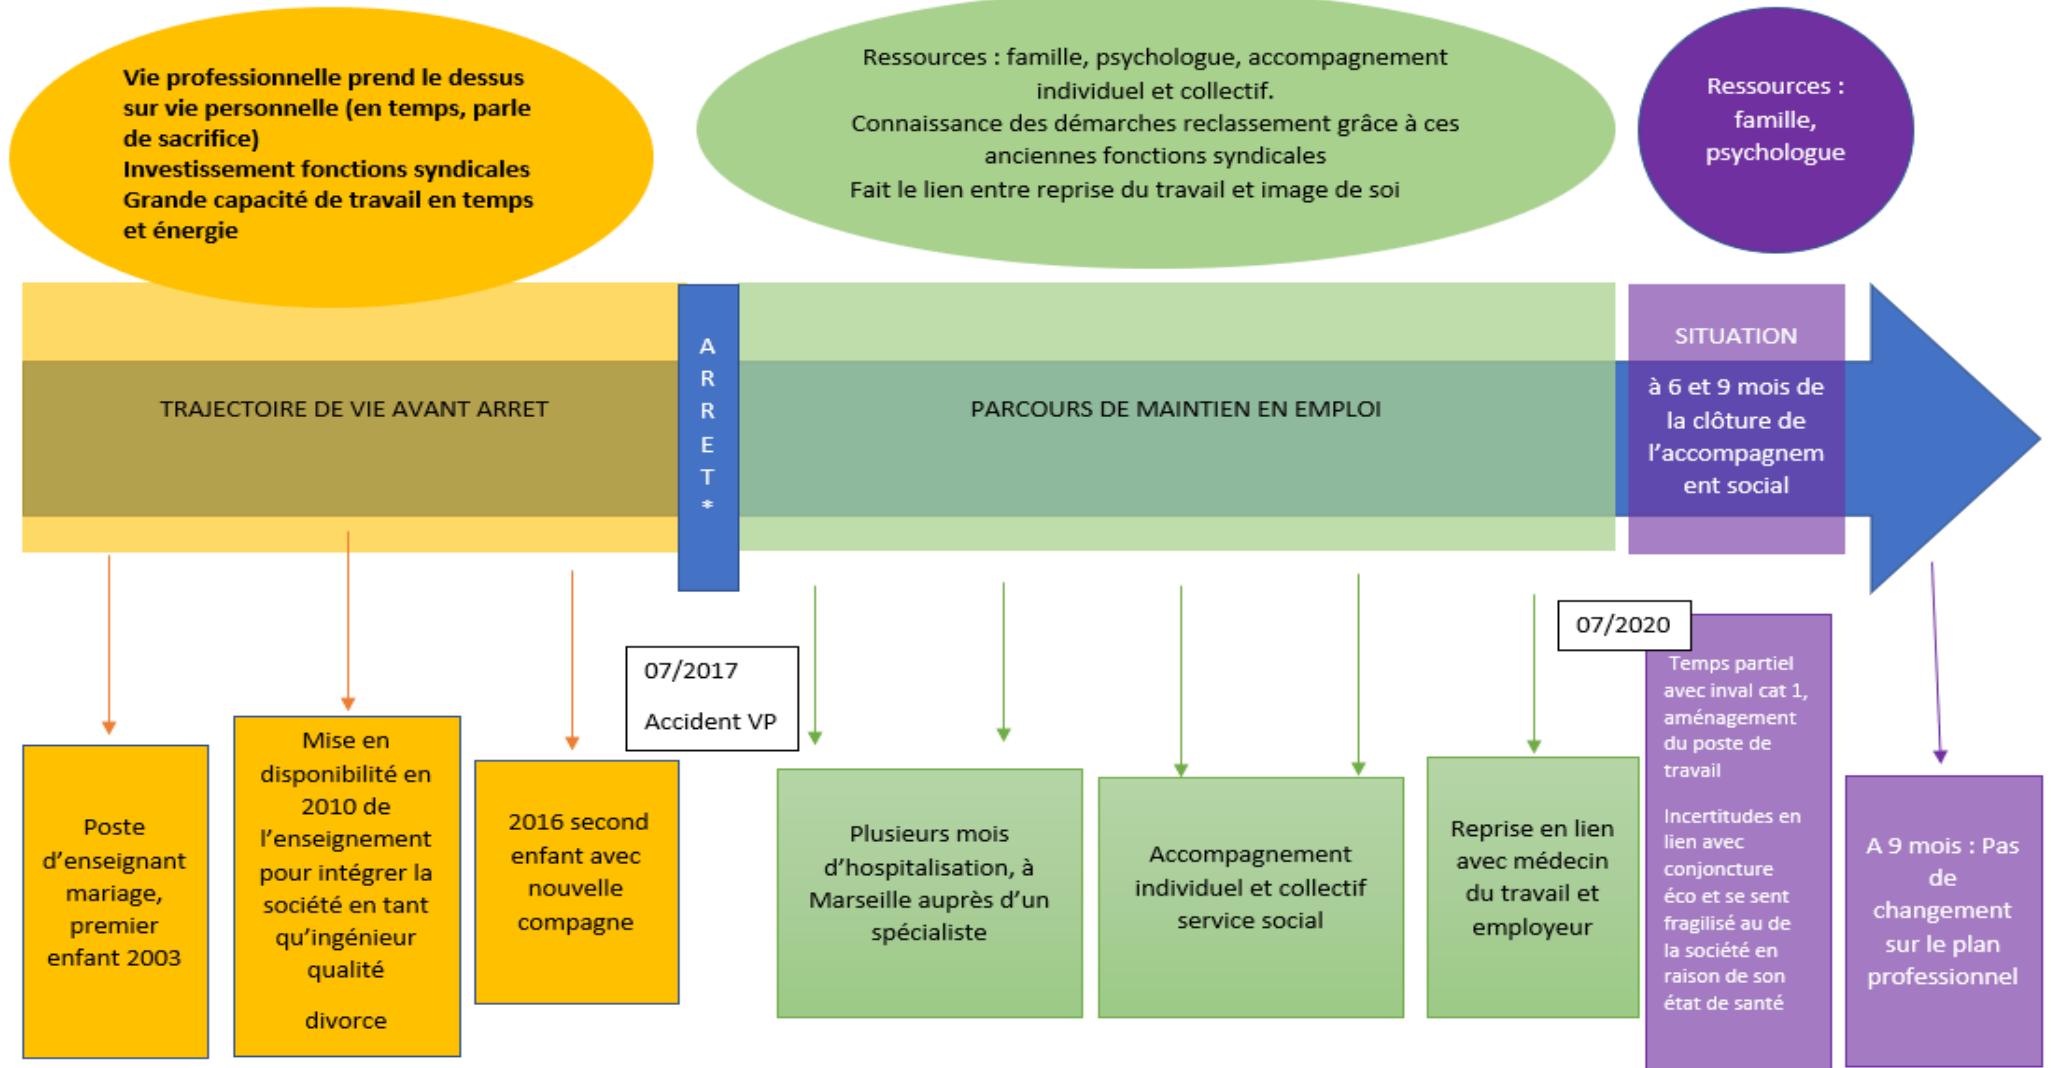 Vie professionnelle prend le dessus
sur vie personnelle (en temps, parle
de sacrifice)
Investissement fonctions syndicales
Grande capacité de travail en temps
et énergie
Ressources : famille, psychologue, accompagnement
individuel et collectif.
Connaissance des démarches reclassement grâce à ces
anciennes fonctions syndicales
Fait le lien entre reprise du travail et image de soi
Ressources :
famille,
psychologue
TRAJECTOIRE DE VIE AVANT ARRET
A
R
R
E
T
*
PARCOURS DE MAINTIEN EN EMPLOI
SITUATION
à 6 et 9 mois de
la clôture de
l'accompagnem
ent social
07/2017
Accident VP
07/2020
Poste
d'enseignant
mariage,
premier
enfant 2003
Mise en
disponibilité en
2010 de
l'enseignement
pour intégrer la
société en tant
qu'ingénieur
qualité
divorce
2016 second
enfant avec
nouvelle
compagne
Plusieurs mois
d'hospitalisation, à
Marseille auprès d'un
spécialiste
Accompagnement
individuel et collectif
service social
Reprise en lien
avec médecin
du travail et
employeur
Temps partiel
avec inval cat 1,
aménagement
du poste de
travail
Incertitudes en
lien avec
conjoncture
éco et se sent
fragilisé au de
la société en
raison de son
état de santé
A 9 mois : Pas
de
changement
sur le plan
professionnel